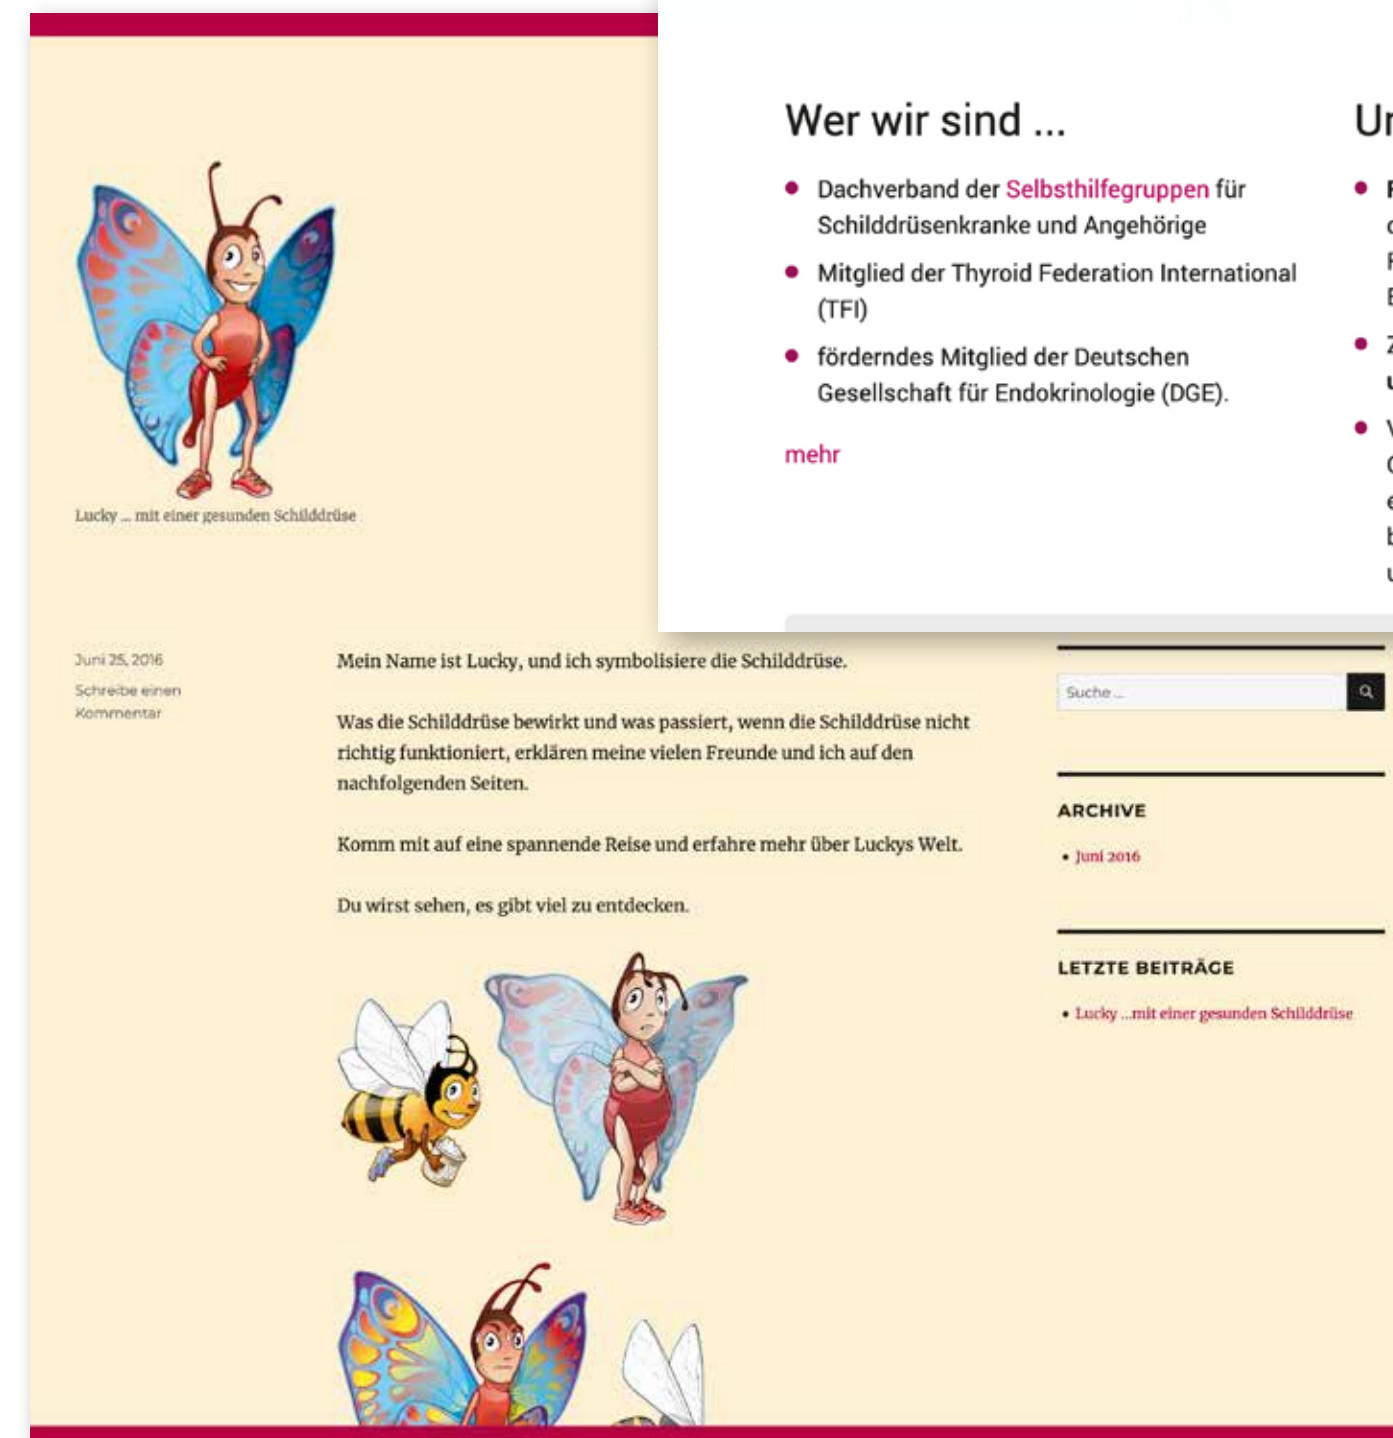 Wer wir sind ...
Dachverband der Selbsthilfegruppen für
Schilddrüsenkranke und Angehörige
Mitglied der Thyroid Federation International
(TFI)
förderndes Mitglied der Deutschen
Gesellschaft für Endokrinologie (DGE).
mehr
Lucky ... mit einer gesunden Schilddrüse
Juni 25, 2016
Schreibe einen
Kommentar
Mein Name ist Lucky, und ich symbolisiere die Schilddrüse.
Was die Schilddrüse bewirkt und was passiert, wenn die Schilddrüse nicht
richtig funktioniert, erklären meine vielen Freunde und ich auf den
nachfolgenden Seiten.
Komm mit auf eine spannende Reise und erfahre mehr über Luckys Welt.
Du wirst sehen, es gibt viel zu entdecken.
Suche ...
ARCHIVE
Juni 2016
LETZTE BEITRÄGE
Lucky ...mit einer gesunden Schilddrüse